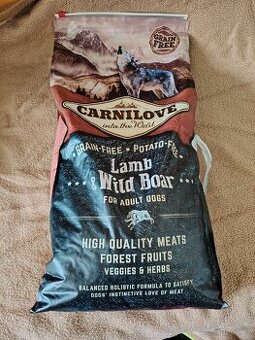 GRAIN
FREE
CARNILOVE
into the Wild
GRAIN-FREE • POTATO-FREE
Lamb
& Wild Boar
FOR ADULT DOGS
HIGH QUALITY MEATS
FOREST FRUITS
VEGGIES & HERBS
BALANCED HOLISTIC FORMULA TO SATISFY
DOGS' INSTINCTIVE LOVE OF MEAT